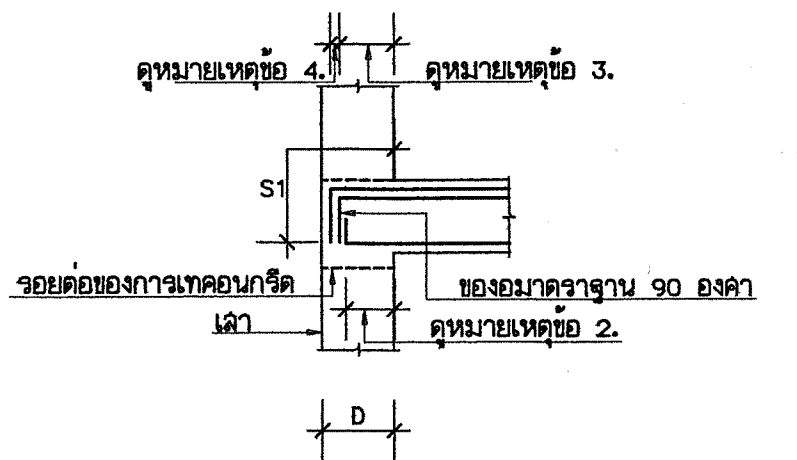 ดูหมายเหตุข้อ 4. ดูหมายเหตุข้อ 3.
S1
รอยต่อของการเทคอนกรีต ของอมาตราฐาน 90 องศา
เสา
ดูหมายเหตุข้อ 2.
D